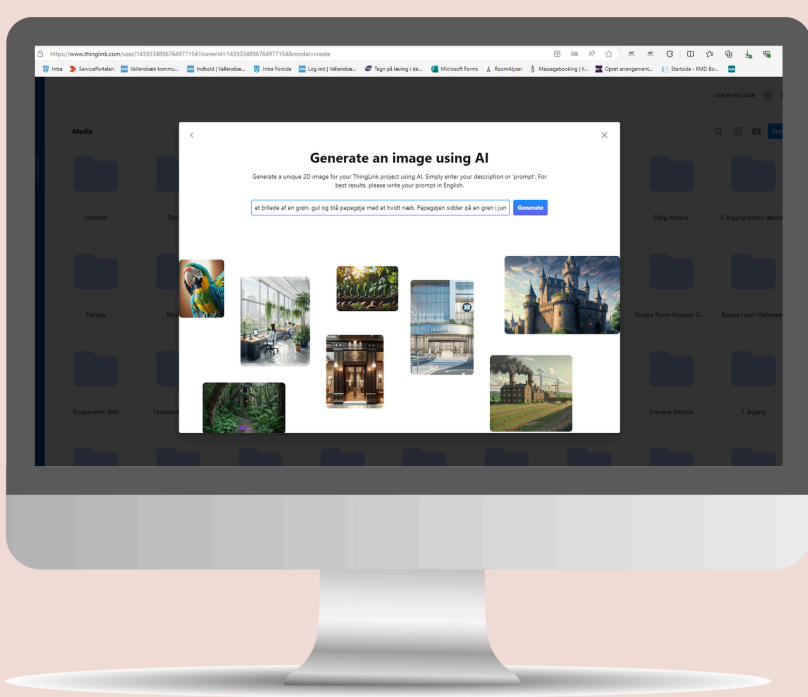 https://www.thinglink.com/user/1439334896764977154?ownerId=1439334896764977154&modal=create
Intra ServicePortalen Vallensbæk kommu... Indhold | Vallensbæ... Intra Forside Log ind | Vallensbæ... Tegn på læring i de... Microsoft Forms RoomAlyzer Massagebooking | h... Opret arrangement... Startside - KMD Bo...
Use invite code
Media
Generate an image using AI
Generate a unique 2D image for your ThingLink project using AI. Simply enter your description or 'prompt'. For
best results, please write your prompt in English.
et billede af en grøn, gul og blå papegøje med et hvidt næb. Papegøjen sidder på en gren i jun
Generate
3.årg historie
Fantasy
Escape Room Kompas G...
Escape room Hallowee
Escaperoom Web
Facebook
Scenarie historie
7. årgang